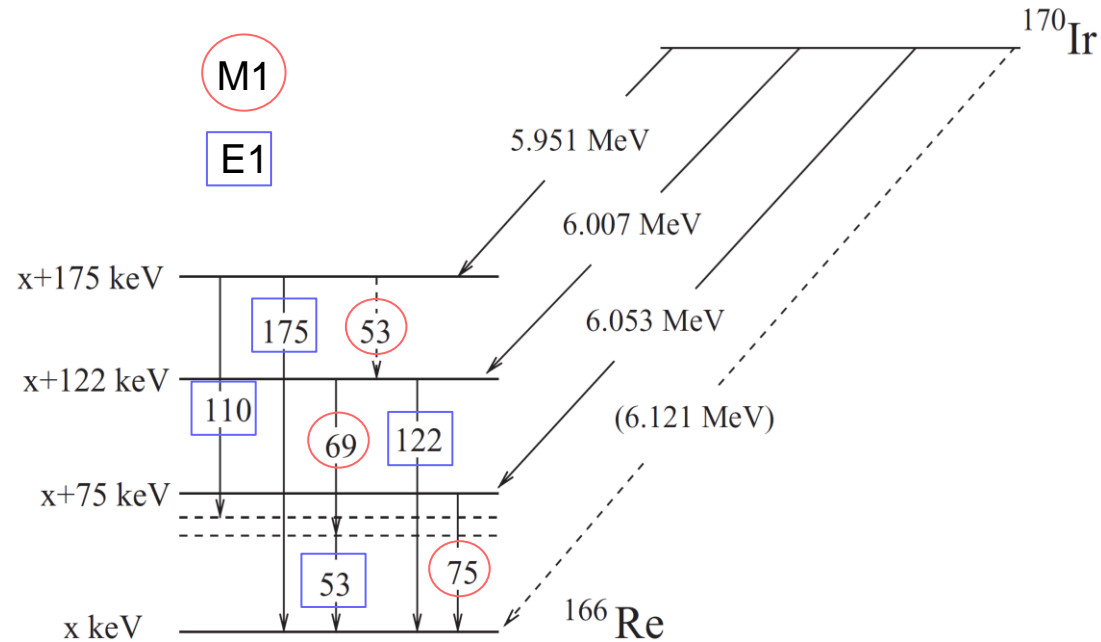 ¹⁷⁰Ir
M1
E1
5.951 MeV
6.007 MeV
6.053 MeV
(6.121 MeV)
x+175 keV
175
53
x+122 keV
110
69
122
x+75 keV
53
75
x keV
¹⁶⁶Re